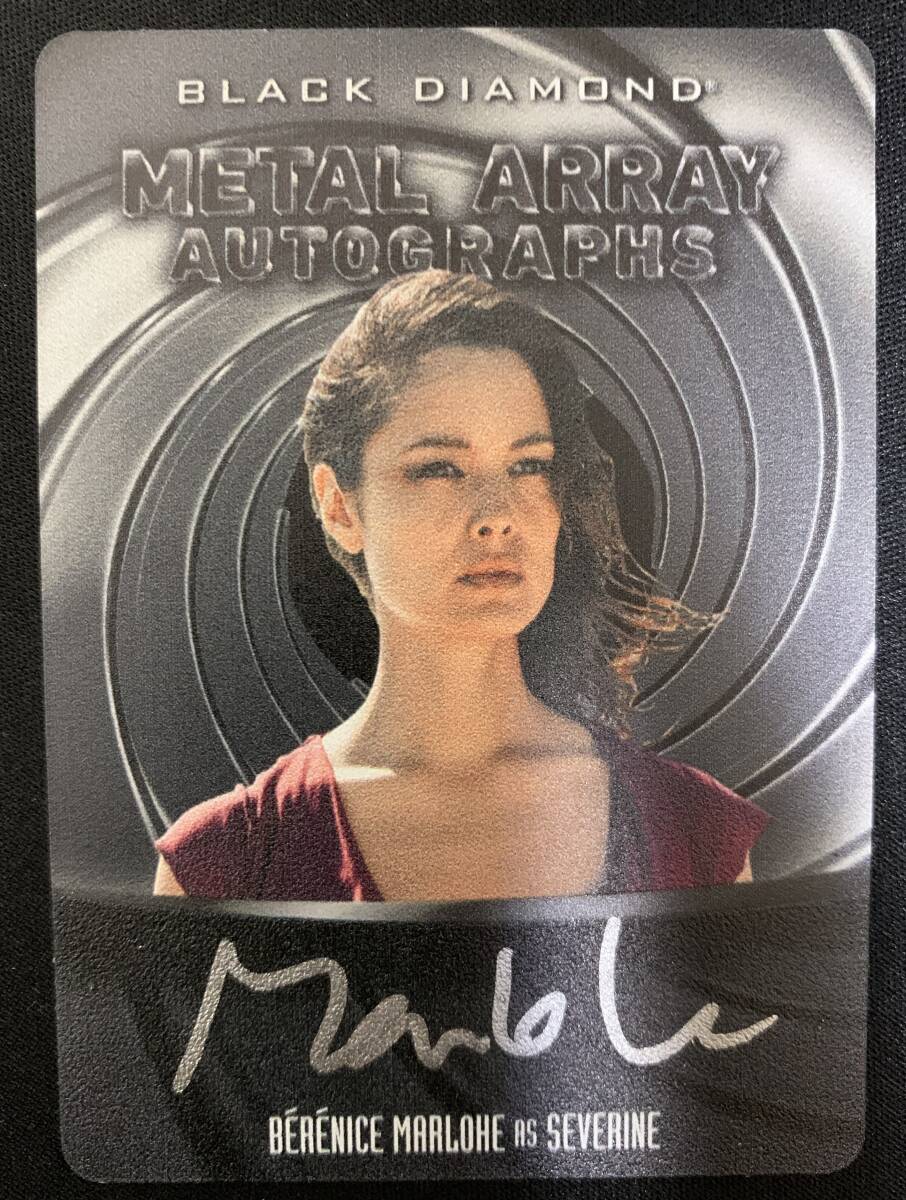 BLACK DIAMOND®
METAL ARRAY
AUTOGRAPHS
BÉRÉNICE MARLOHE AS SEVERINE